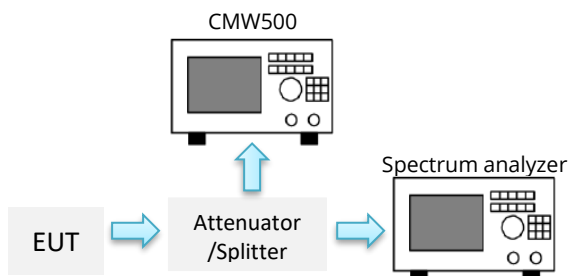 CMW500
Spectrum analyzer
EUT
Attenuator
/Splitter